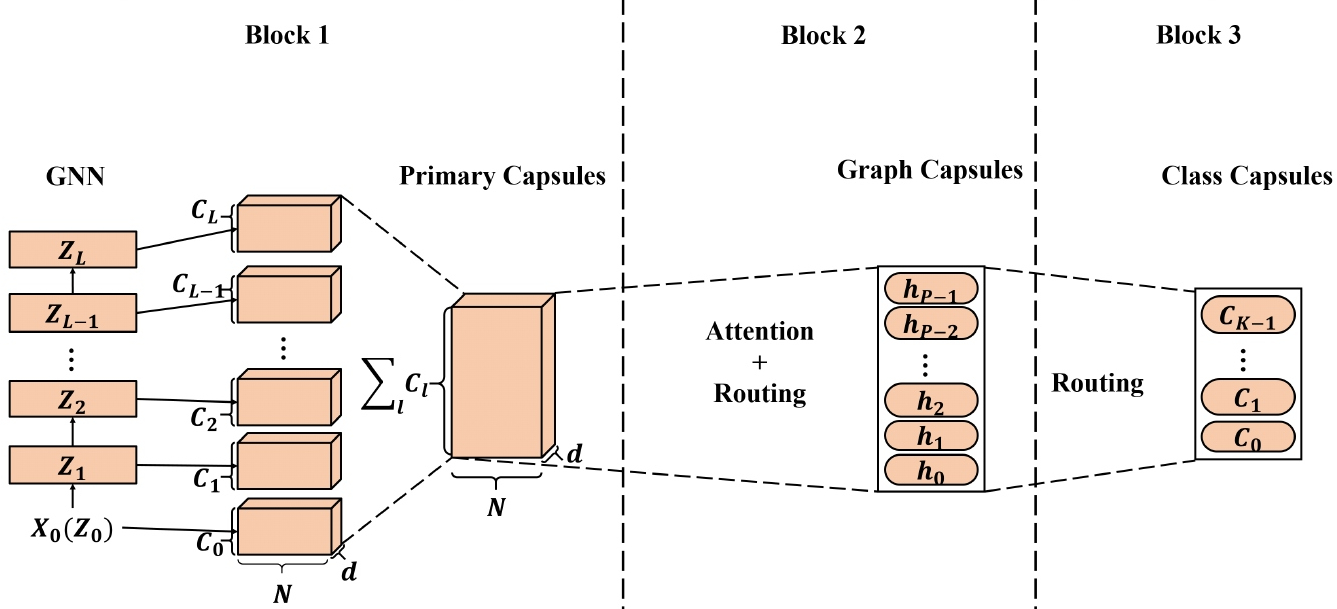 Block 1
Block 2
Block 3
GNN
Primary Capsules
Graph Capsules
Class Capsules
Z_L
Z_{L−1}
⋮
Z_2
Z_1
X_0(Z_0)
C_L
C_{L−1}
⋮
C_2
C_1
C_0
N
d
∑_l C_l
N
d
Attention
+
Routing
h_{P−1}
h_{P−2}
⋮
h_2
h_1
h_0
Routing
C_{K−1}
⋮
C_1
C_0